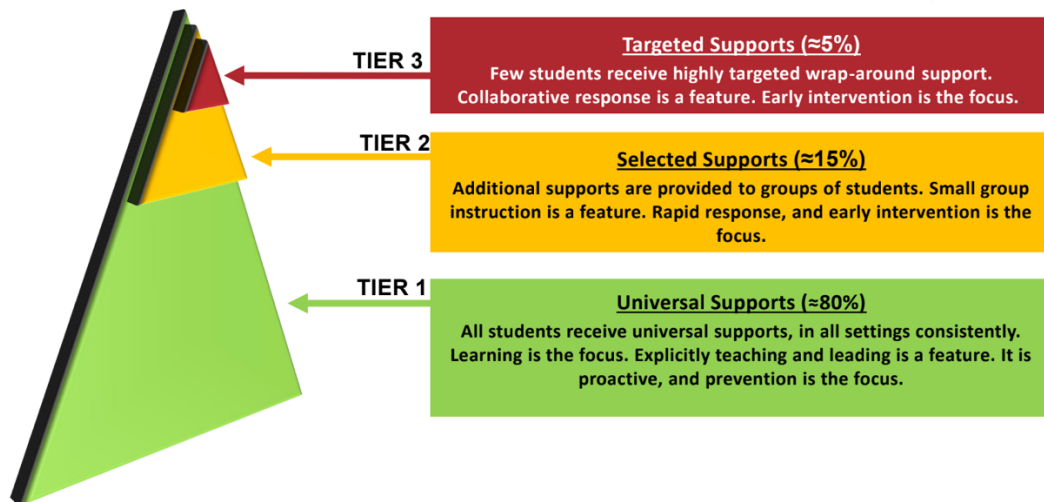 TIER 3
Targeted Supports (≈5%)
Few students receive highly targeted wrap-around support.
Collaborative response is a feature. Early intervention is the focus.
TIER 2
Selected Supports (≈15%)
Additional supports are provided to groups of students. Small group
instruction is a feature. Rapid response, and early intervention is the
focus.
TIER 1
Universal Supports (≈80%)
All students receive universal supports, in all settings consistently.
Learning is the focus. Explicitly teaching and leading is a feature. It is
proactive, and prevention is the focus.